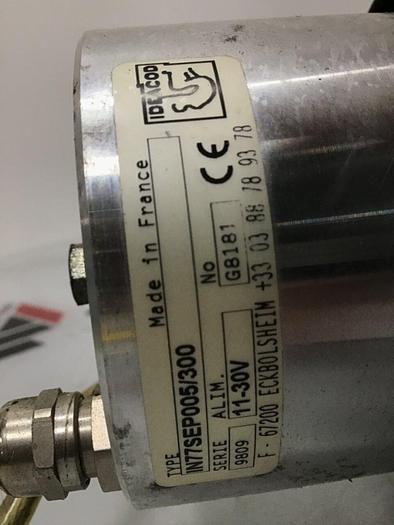 IDEACOD
Made in France
CE
TYPE
IN77SEP005/300
No
G8181
SERIE ALIM.
9809 11-30V
F - 67200 ECKBOLSHEIM +33 03 88 78 93 78